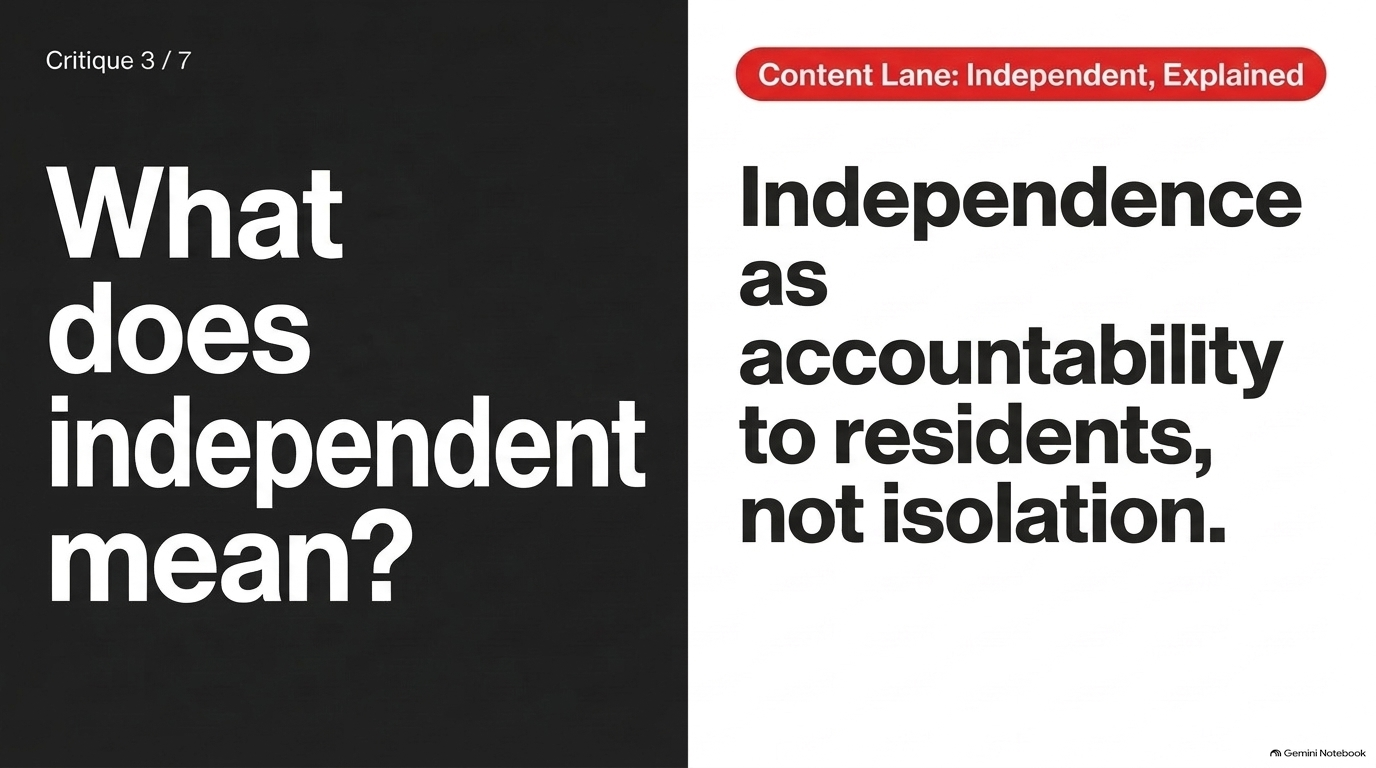 Critique 3 / 7
What
does
independent
mean?
Content Lane: Independent, Explained
Independence
as
accountability
to residents,
not isolation.
Gemini Notebook